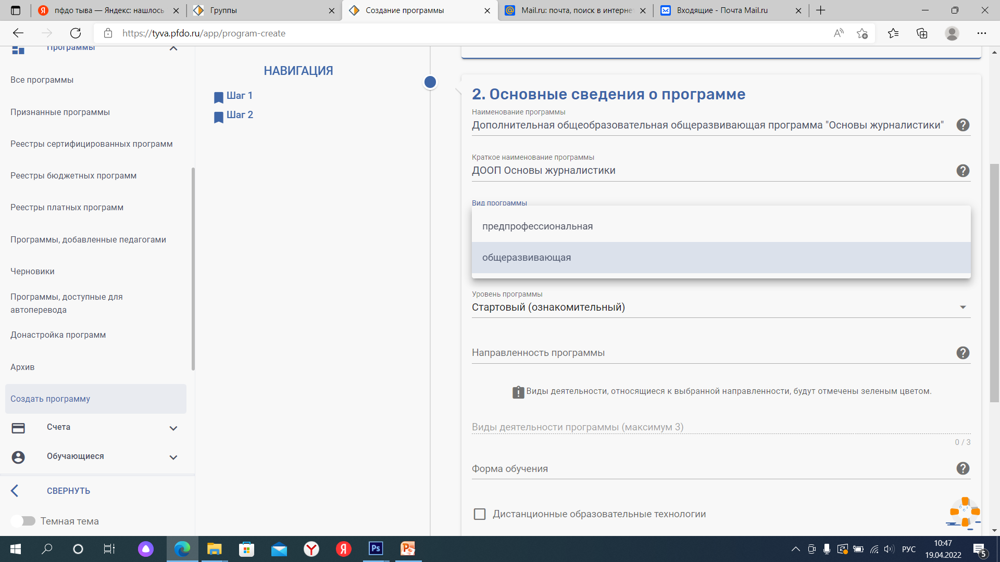 пфдо тыва — Яндекс: нашлось
Группы
Создание программы
Mail.ru: почта, поиск в интерне
Входящие - Почта Mail.ru
https://tyva.pfdo.ru/app/program-create
Программы
Все программы
Признанные программы
Реестры сертифицированных программ
Реестры бюджетных программ
Реестры платных программ
Программы, добавленные педагогами
Черновики
Программы, доступные для
автоперевода
Донастройка программ
Архив
Создать программу
Счета
Обучающиеся
СВЕРНУТЬ
Темная тема
НАВИГАЦИЯ
Шаг 1
Шаг 2
2. Основные сведения о программе
Наименование программы
Дополнительная общеобразовательная общеразвивающая программа "Основы журналистики"
Краткое наименование программы
ДООП Основы журналистики
Вид программы
предпрофессиональная
общеразвивающая
Уровень программы
Стартовый (ознакомительный)
Направленность программы
Виды деятельности, относящиеся к выбранной направленности, будут отмечены зеленым цветом.
Виды деятельности программы (максимум 3)
0 / 3
Форма обучения
Дистанционные образовательные технологии
Ps
РУС
10:47
19.04.2022
5